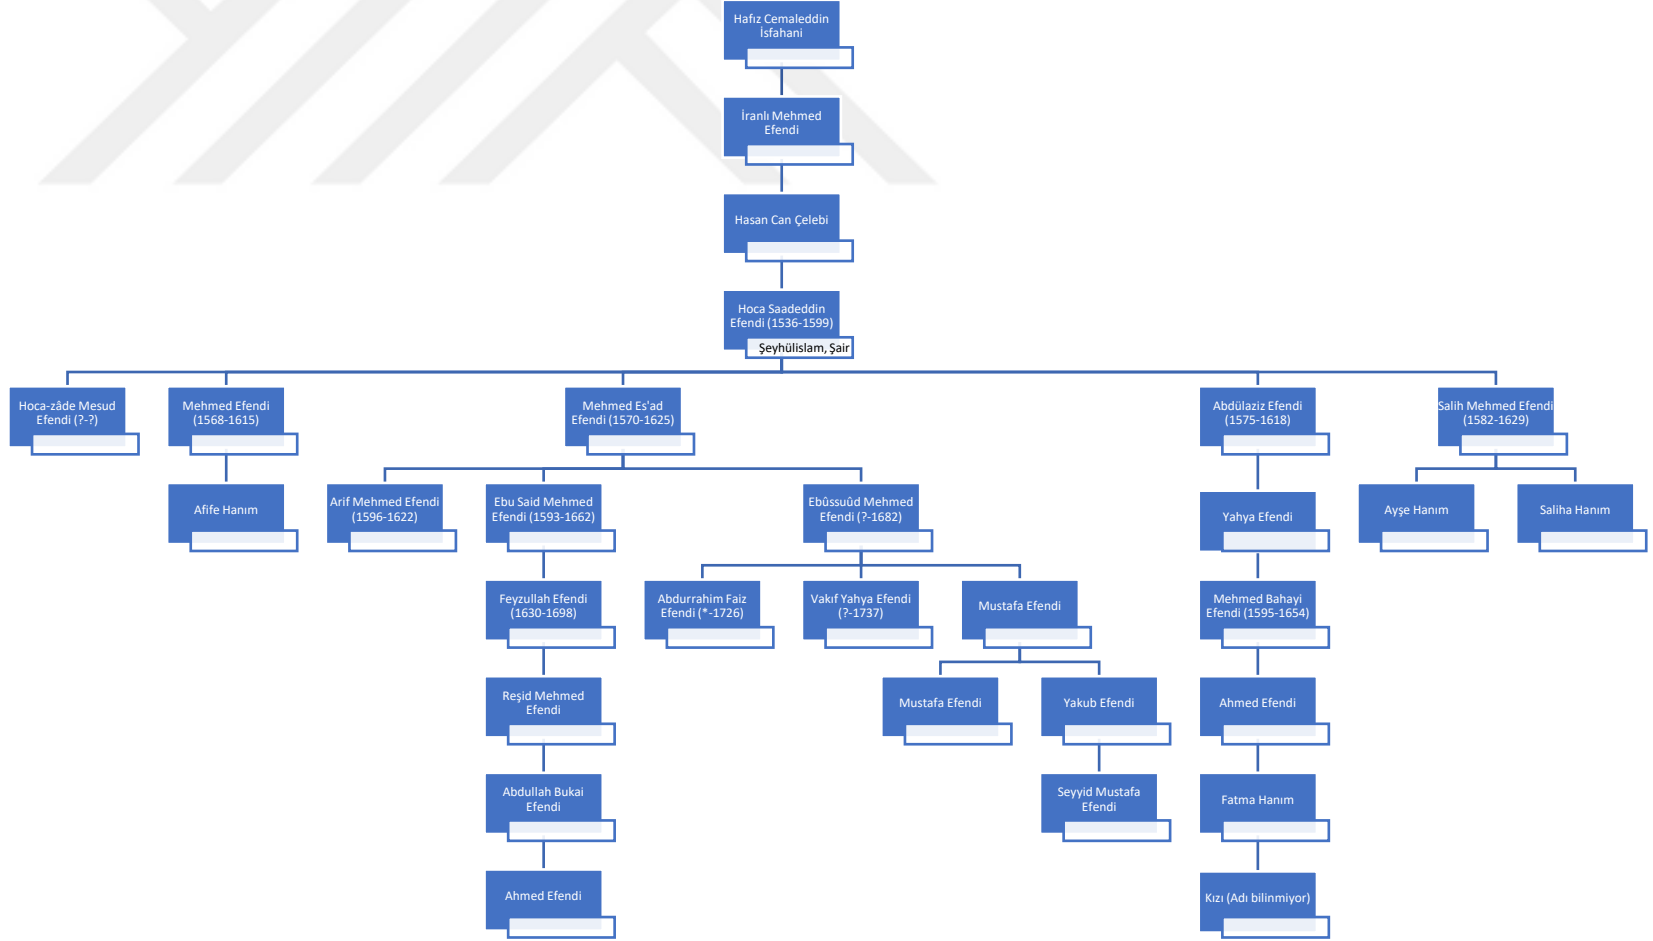 Hafız Cemaleddin
İsfahani
İranlı Mehmed
Efendi
Hasan Can Çelebi
Hoca Saadeddin
Efendi (1536-1599)
Şeyhülislam, Şair
Hoca-zâde Mesud
Efendi (?-?)
Mehmed Efendi
(1568-1615)
Mehmed Es'ad
Efendi (1570-1625)
Abdülaziz Efendi
(1575-1618)
Salih Mehmed Efendi
(1582-1629)
Afife Hanım
Arif Mehmed Efendi
(1596-1622)
Ebu Said Mehmed
Efendi (1593-1662)
Ebûssuûd Mehmed
Efendi (?-1682)
Yahya Efendi
Ayşe Hanım
Saliha Hanım
Feyzullah Efendi
(1630-1698)
Abdurrahim Faiz
Efendi (*-1726)
Vakıf Yahya Efendi
(?-1737)
Mustafa Efendi
Mehmed Bahayi
Efendi (1595-1654)
Reşid Mehmed
Efendi
Mustafa Efendi
Yakub Efendi
Ahmed Efendi
Abdullah Bukai
Efendi
Seyyid Mustafa
Efendi
Fatma Hanım
Ahmed Efendi
Kızı (Adı bilinmiyor)